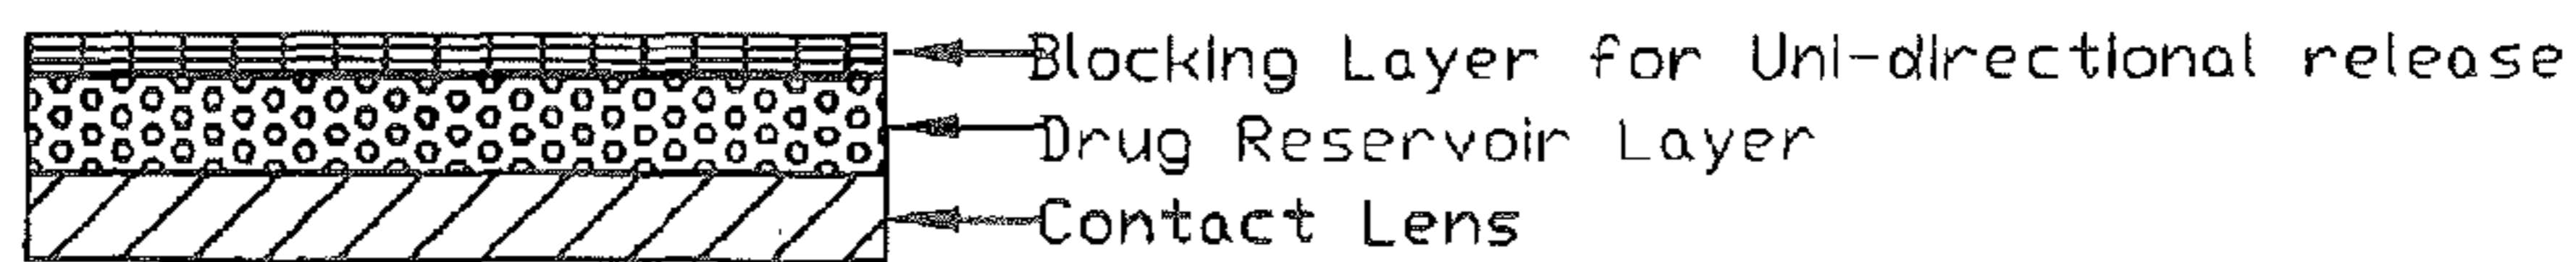 Blocking Layer for Uni-directional release
Drug Reservoir Layer
Contact Lens